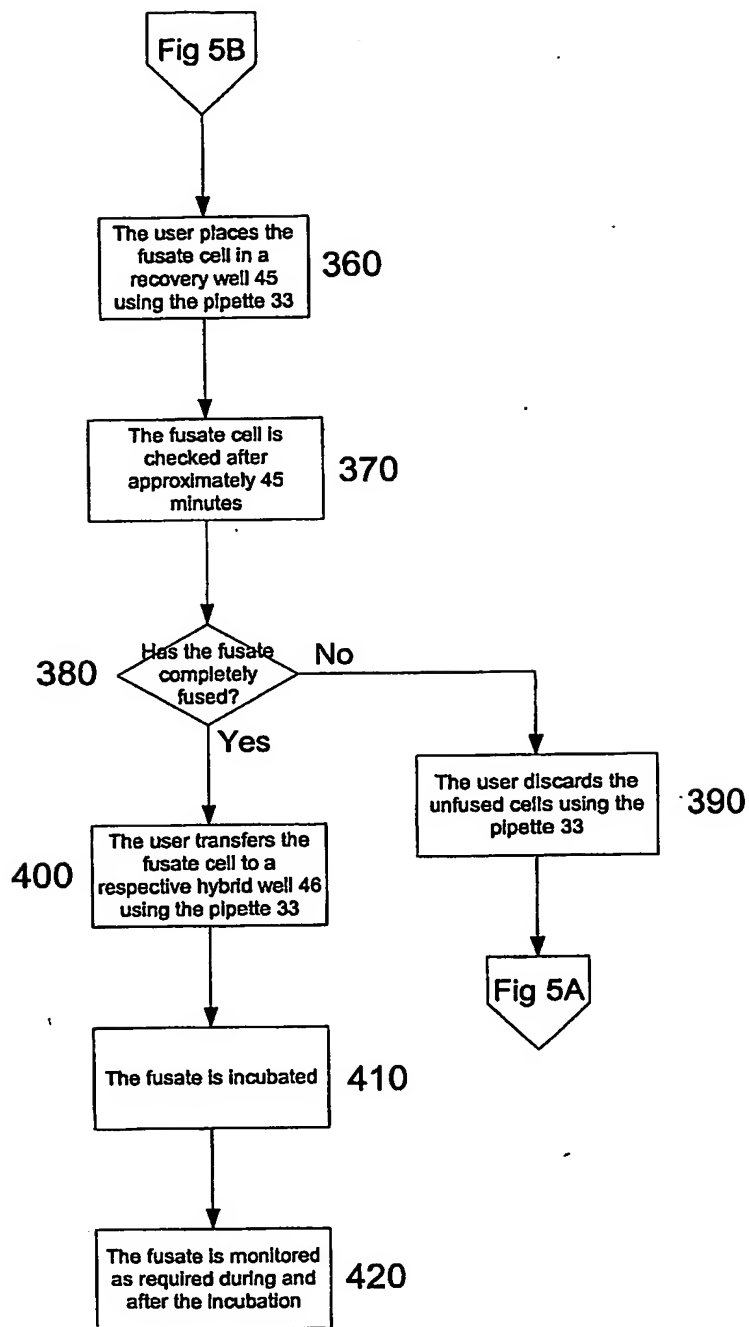 Fig 5B
The user places the
fusate cell in a
recovery well 45
using the pipette 33
360
The fusate cell is
checked after
approximately 45
minutes
370
380
Has the fusate
completely
fused?
No
Yes
The user discards the
unfused cells using the
pipette 33
390
400
The user transfers the
fusate cell to a
respective hybrid well 46
using the pipette 33
Fig 5A
The fusate is incubated
410
The fusate is monitored
as required during and
after the incubation
420